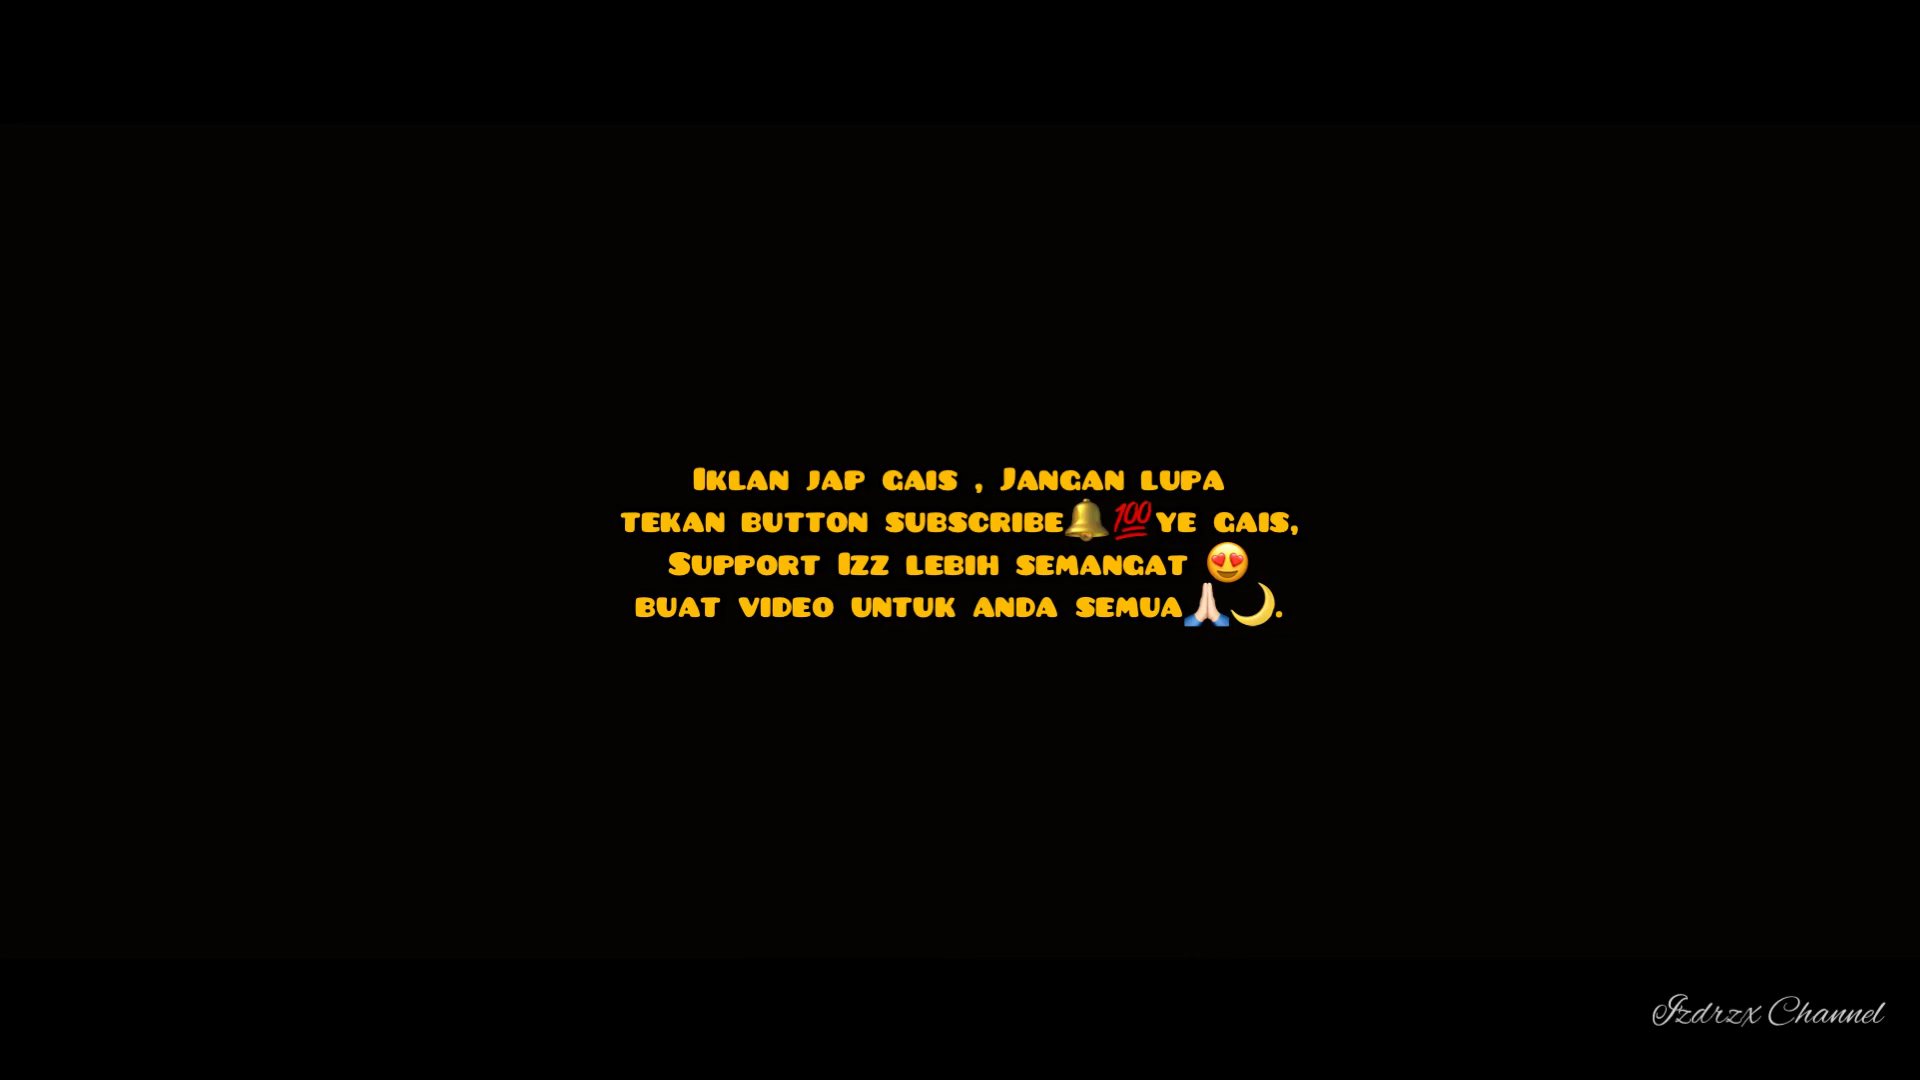 Iklan jap gais , Jangan lupa
tekan button subscribe🔔💯ye gais,
Support Izz lebih semangat 😍
buat video untuk anda semua🙏🏻🌙.
Izdrzx Channel